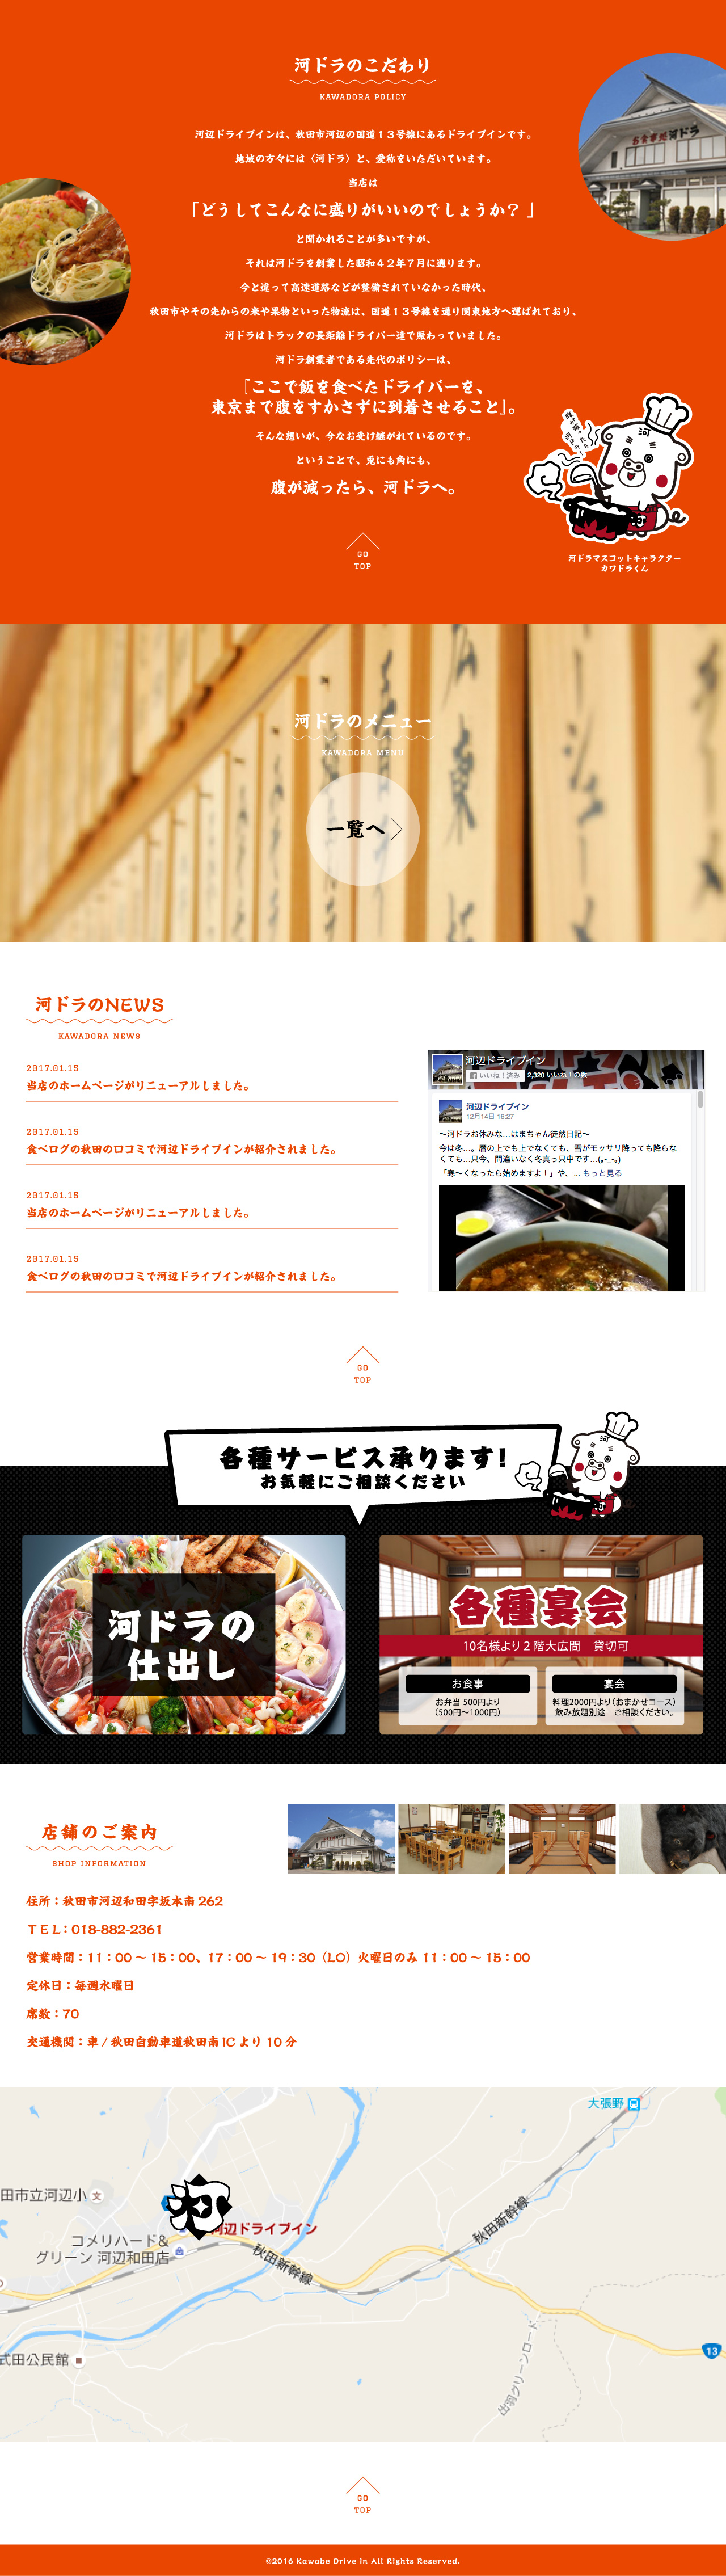 河ドラのこだわり
KAWADORA POLICY
河辺ドライブインは、秋田市河辺の国道１３号線にあるドライブインです。
地域の方々には〈河ドラ〉と、愛称をいただいています。
当店は
「どうしてこんなに盛りがいいのでしょうか？」
と聞かれることが多いですが、
それは河ドラを創業した昭和４２年７月に遡ります。
今と違って高速道路などが整備されていなかった時代、
秋田市やその先からの米や果物といった物流は、国道１３号線を通り関東地方へ運ばれており、
河ドラはトラックの長距離ドライバー達で賑わっていました。
河ドラ創業者である先代のポリシーは、
『ここで飯を食べたドライバーを、
東京まで腹をすかさずに到着させること』。
そんな想いが、今なお受け継がれているのです。
ということで、兎にも角にも、
腹が減ったら、河ドラへ。
お食事処 河ドラ
河
河ドラマスコットキャラクター
カワドラくん
GO
TOP
河ドラのメニュー
KAWADORA MENU
一覧へ
河ドラのNEWS
KAWADORA NEWS
2017.01.15
当店のホームページがリニューアルしました。
2017.01.15
食べログの秋田の口コミで河辺ドライブインが紹介されました。
2017.01.15
当店のホームページがリニューアルしました。
2017.01.15
食べログの秋田の口コミで河辺ドライブインが紹介されました。
河辺ドライブイン
いいね！済み 2,320 いいね！の数
河辺ドライブイン
12月14日 16:27
〜河ドラお休みな...はまちゃん徒然日記〜
今は冬...。暦の上でも上でなくても、雪がモッサリ降っても降らな
くても...只今、間違いなく冬真っ只中です...(｡-_-｡)
「寒〜くなったら始めますよ！」や、... もっと見る
GO
TOP
各種サービス承ります!
お気軽にご相談ください
河ドラの
仕出し
各種宴会
10名様より２階大広間　貸切可
お食事
お弁当 500円より
（500円〜1000円）
宴会
料理2000円より（おまかせコース）
飲み放題別途　ご相談ください。
店舗のご案内
SHOP INFORMATION
住所：秋田市河辺和田字坂本南 262
ＴＥＬ：018-882-2361
営業時間：11：00 〜 15：00、17：00 〜 19：30（LO）火曜日のみ 11：00 〜 15：00
定休日：毎週水曜日
席数：70
交通機関：車 / 秋田自動車道秋田南 IC より 10 分
大張野
田市立河辺小
文
河辺ドライブイン
コメリハード&
グリーン 河辺和田店
秋田新幹線
秋田新幹線
式田公民館
出羽グリーンロード
13
GO
TOP
©2016 Kawabe Drive In All Rights Reserved.